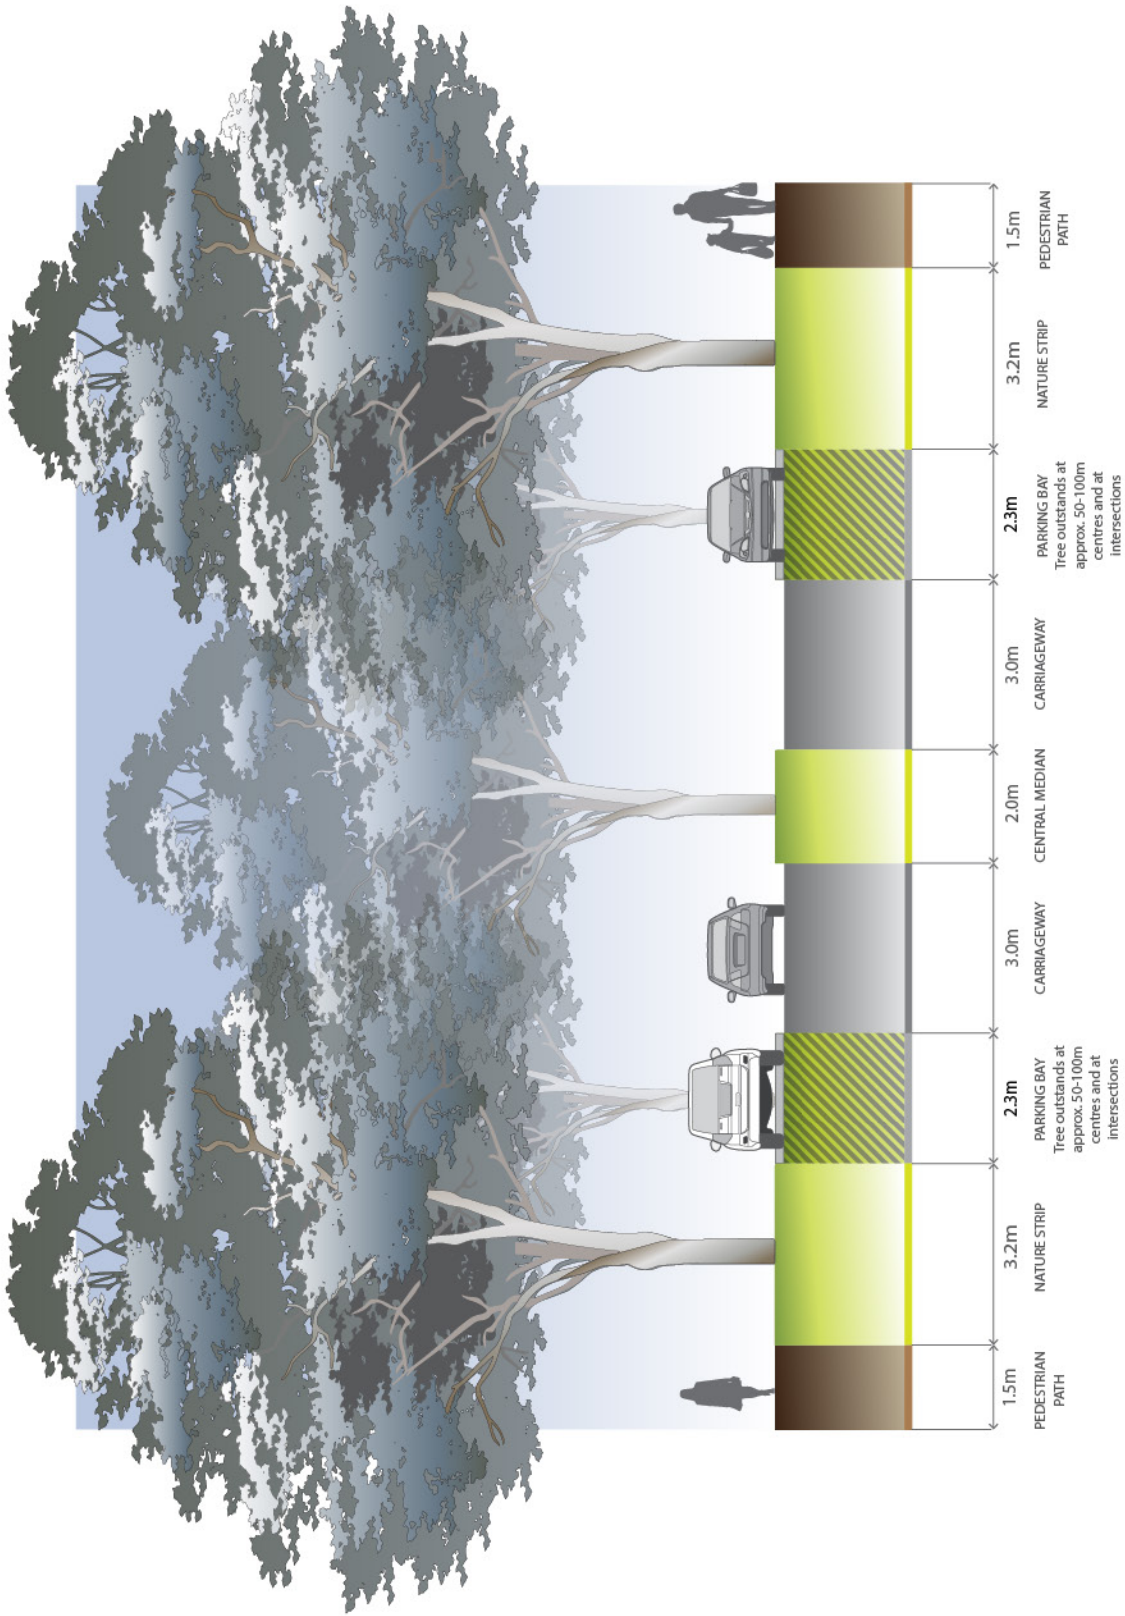 1.5m
PEDESTRIAN
PATH
3.2m
NATURE STRIP
2.3m
PARKING BAY
Tree outstands at
approx. 50-100m
centres and at
intersections
3.0m
CARRIAGEWAY
2.0m
CENTRAL MEDIAN
3.0m
CARRIAGEWAY
2.3m
PARKING BAY
Tree outstands at
approx. 50-100m
centres and at
intersections
3.2m
NATURE STRIP
1.5m
PEDESTRIAN
PATH